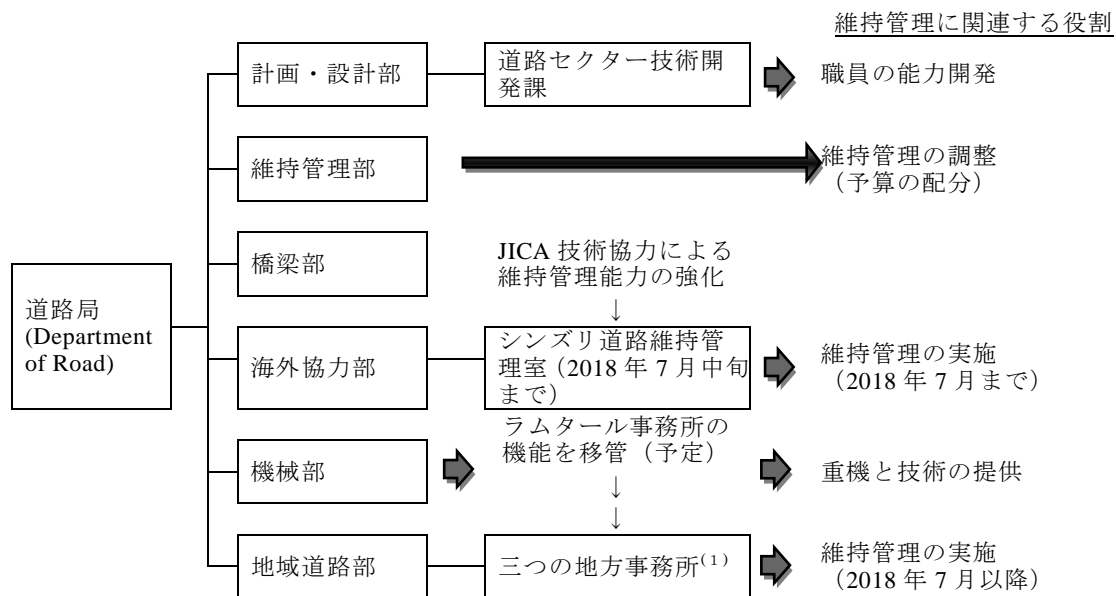 維持管理に関連する役割
計画・設計部
道路セクター技術開
発課
職員の能力開発
維持管理部
維持管理の調整
（予算の配分）
橋梁部
JICA 技術協力による
維持管理能力の強化
↓
道路局
(Department
of Road)
海外協力部
シンズリ道路維持管
理室（2018 年 7 月中旬
まで）
維持管理の実施
（2018 年 7 月まで）
ラムタール事務所の
機能を移管（予定）
機械部
重機と技術の提供
↓
↓
地域道路部
三つの地方事務所(1)
維持管理の実施
（2018 年 7 月以降）